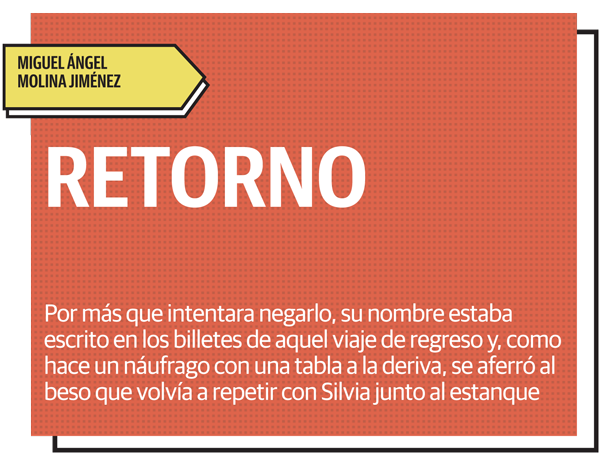 MIGUEL ÁNGEL
MOLINA JIMÉNEZ
RETORNO
Por más que intentara negarlo, su nombre estaba
escrito en los billetes de aquel viaje de regreso y, como
hace un náufrago con una tabla a la deriva, se aferró al
beso que volvía a repetir con Silvia junto al estanque